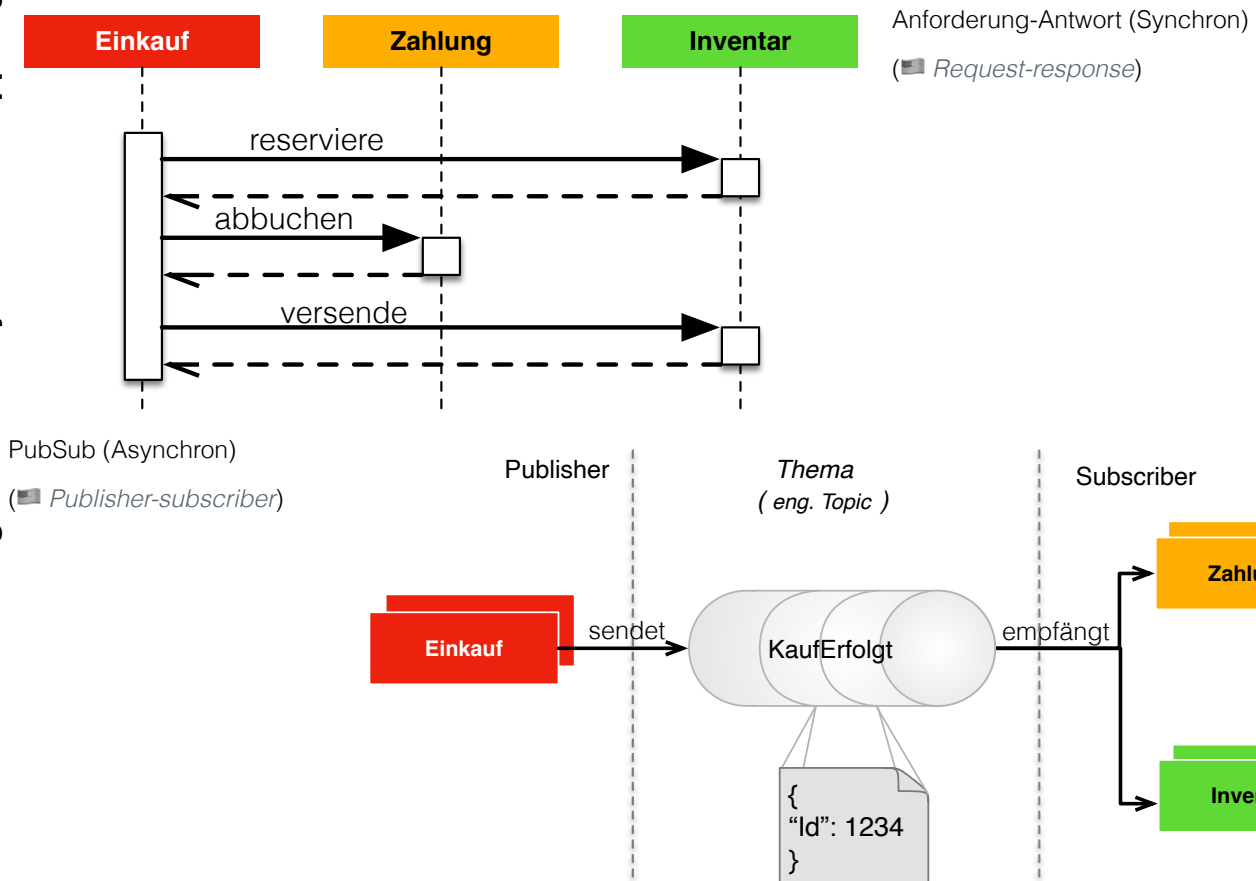 Einkauf
Zahlung
Inventar
Anforderung-Antwort (Synchron)
(Request-response)
reserviere
abbuchen
versende
PubSub (Asynchron)
(Publisher-subscriber)
Publisher
Thema
( eng. Topic )
Subscriber
Einkauf
sendet
KaufErfolgt
empfängt
{
“Id”: 1234
}